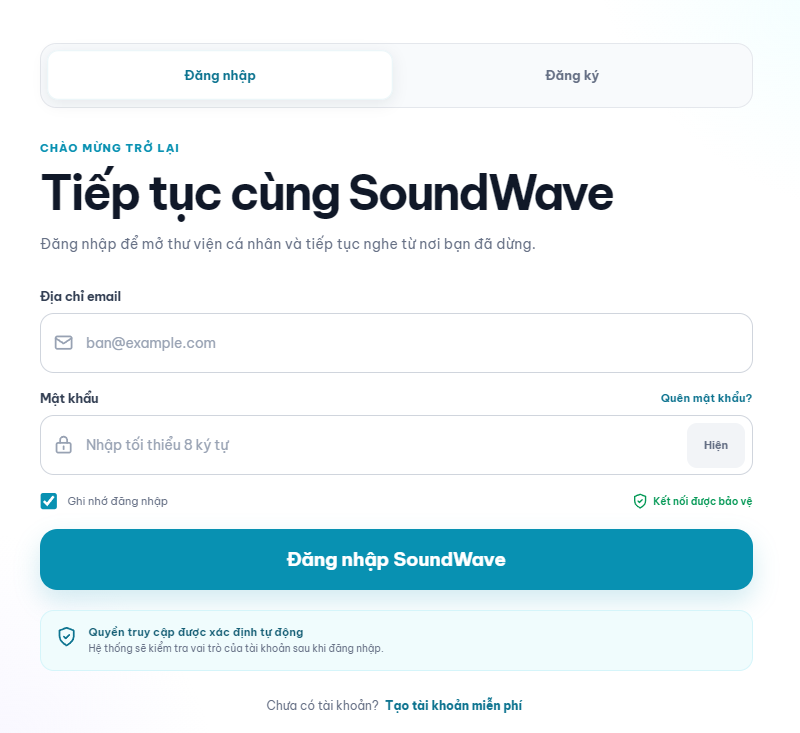 Đăng nhập
Đăng ký
CHÀO MỪNG TRỞ LẠI
Tiếp tục cùng SoundWave
Đăng nhập để mở thư viện cá nhân và tiếp tục nghe từ nơi bạn đã dừng.
Địa chỉ email
ban@example.com
Mật khẩu
Quên mật khẩu?
Nhập tối thiểu 8 ký tự
Hiện
Ghi nhớ đăng nhập
Kết nối được bảo vệ
Đăng nhập SoundWave
Quyền truy cập được xác định tự động
Hệ thống sẽ kiểm tra vai trò của tài khoản sau khi đăng nhập.
Chưa có tài khoản? Tạo tài khoản miễn phí